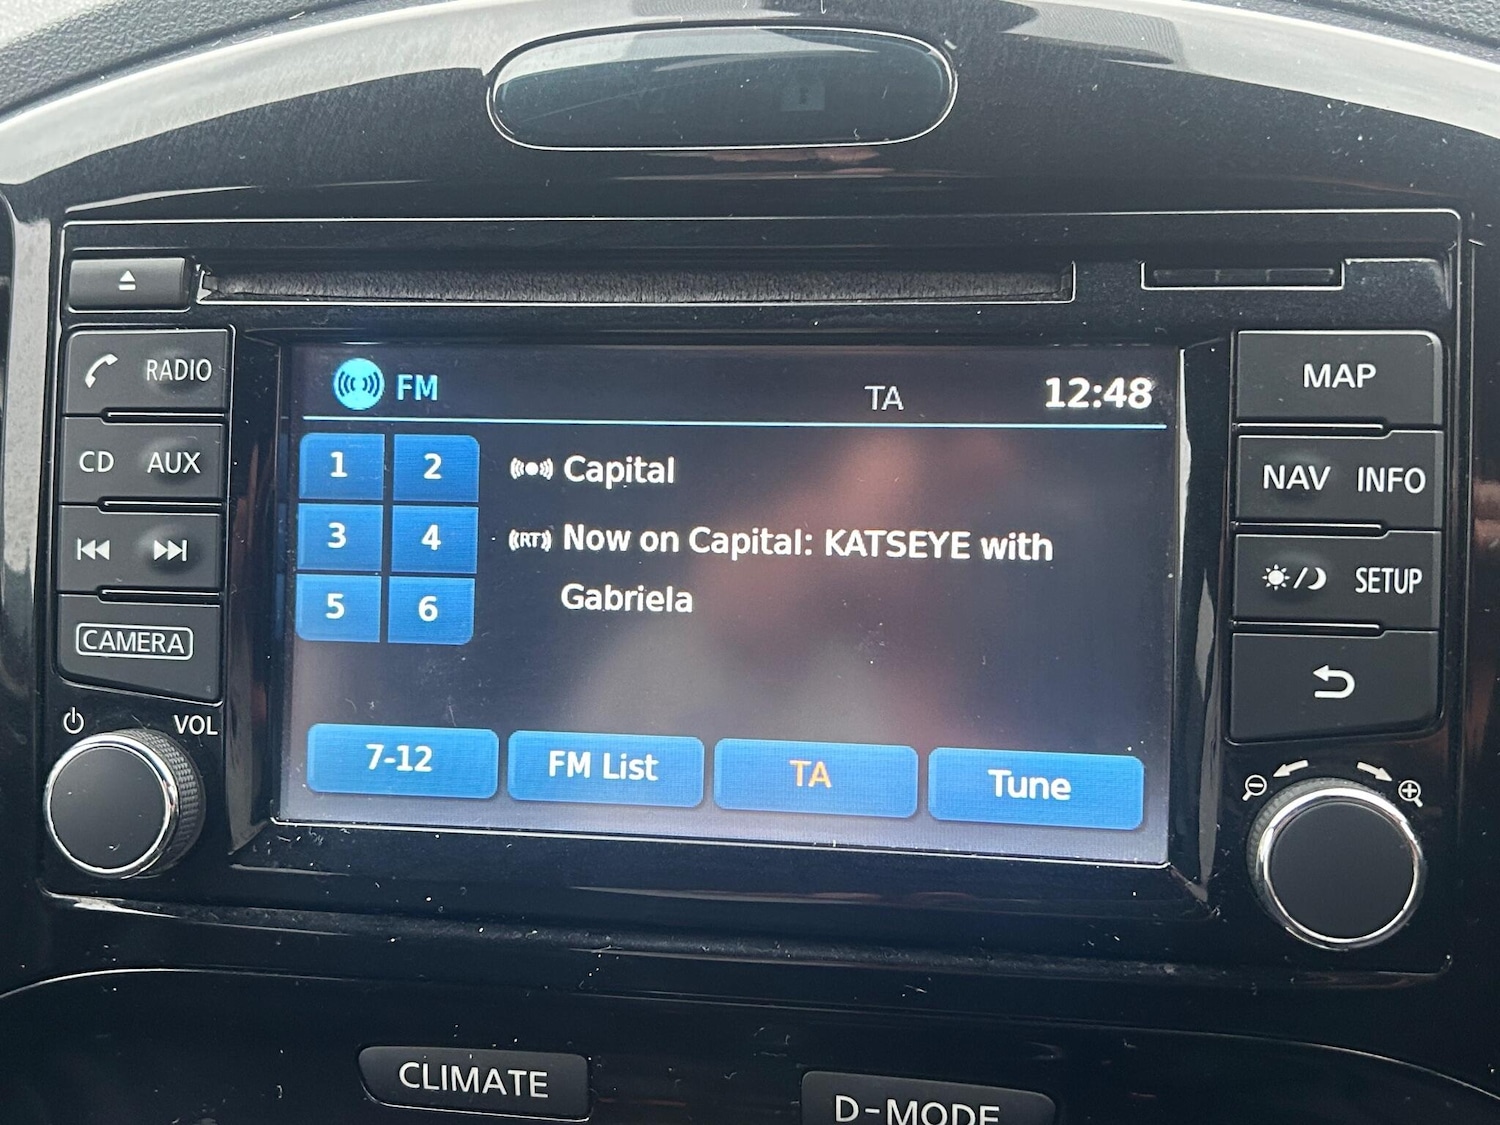 RADIO
CD AUX
CAMERA
VOL
FM TA 12:48
1 2
3 4
5 6
Capital
RT Now on Capital: KATSEYE with
Gabriela
7-12 FM List TA Tune
MAP
NAV INFO
SETUP
CLIMATE
D-MODE